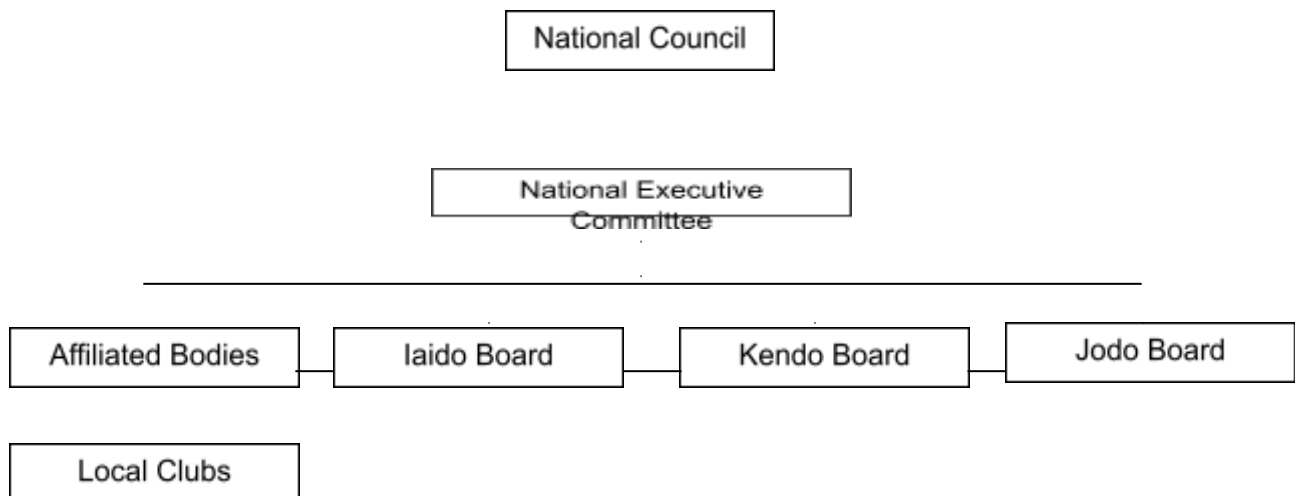 National Council
National Executive
Committee
Affiliated Bodies
Iaido Board
Kendo Board
Jodo Board
Local Clubs